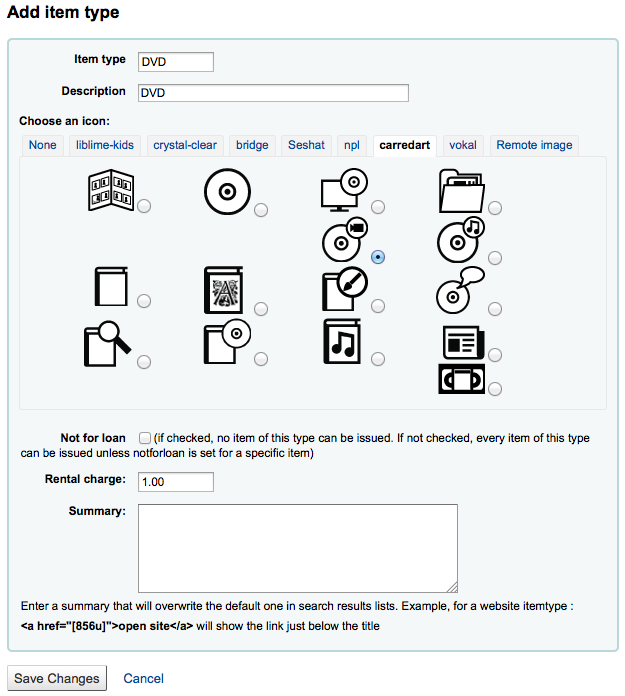 Add item type
Item type DVD
Description DVD
Choose an icon:
None liblime-kids crystal-clear bridge Seshat npl carredart vokal Remote image
A
Not for loan (if checked, no item of this type can be issued. If not checked, every item of this type
can be issued unless notforloan is set for a specific item)
Rental charge: 1.00
Summary:
Enter a summary that will overwrite the default one in search results lists. Example, for a website itemtype :
<a href="[856u]">open site</a> will show the link just below the title
Save Changes Cancel